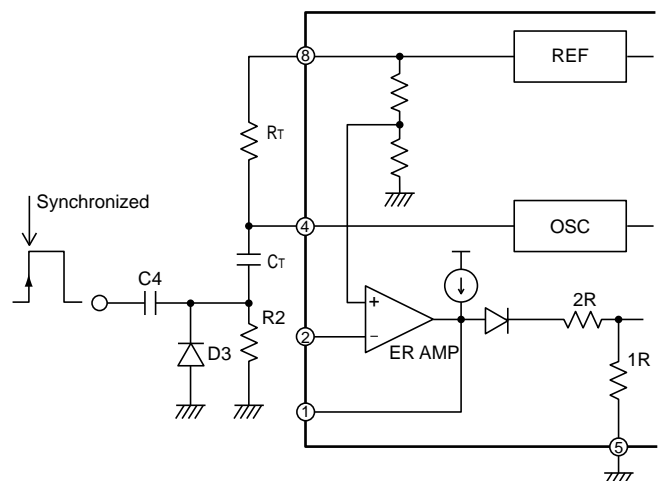 8
REF
RT
Synchronized
4
OSC
CT
C4
R2
D3
2
+
−
ER AMP
2R
1R
1
5